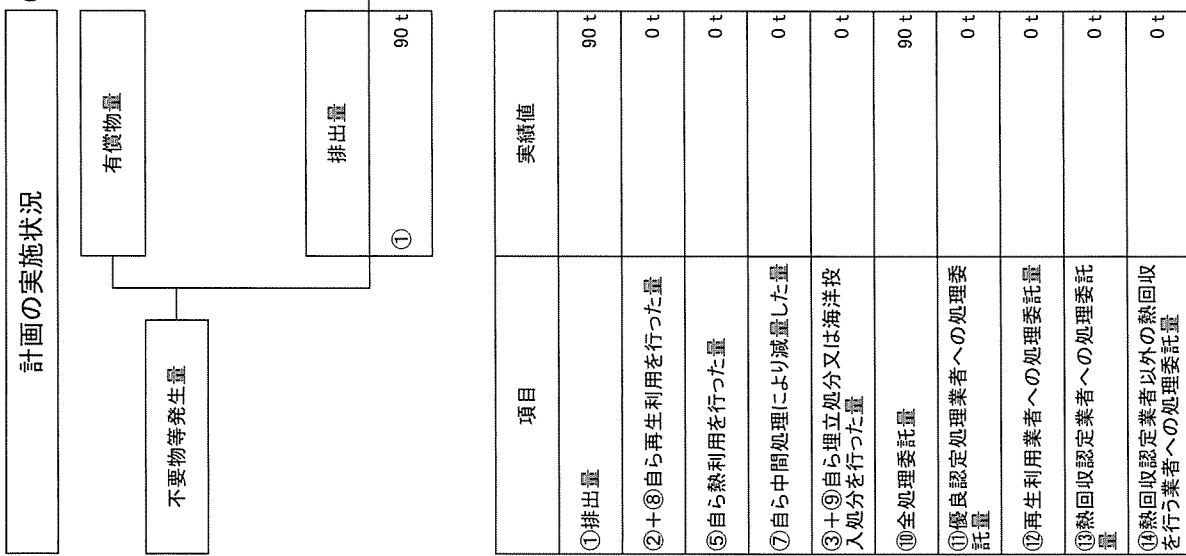 計画の実施状況
有償物量
不要物等発生量
排出量
① 90 t
項目 実績値
①排出量 90 t
②+⑧自ら再生利用を行った量 0 t
⑤自ら熱利用を行った量 0 t
⑦自ら中間処理により減量した量 0 t
③+⑨自ら埋立処分又は海洋投
入処分を行った量 0 t
⑩全処理委託量 90 t
⑪優良認定処理業者への処理委
託量 0 t
⑫再生利用業者への処理委託量 0 t
⑬熱回収認定業者への処理委託
量 0 t
⑭熱回収認定業者以外の熱回収
を行う業者への処理委託量 0 t